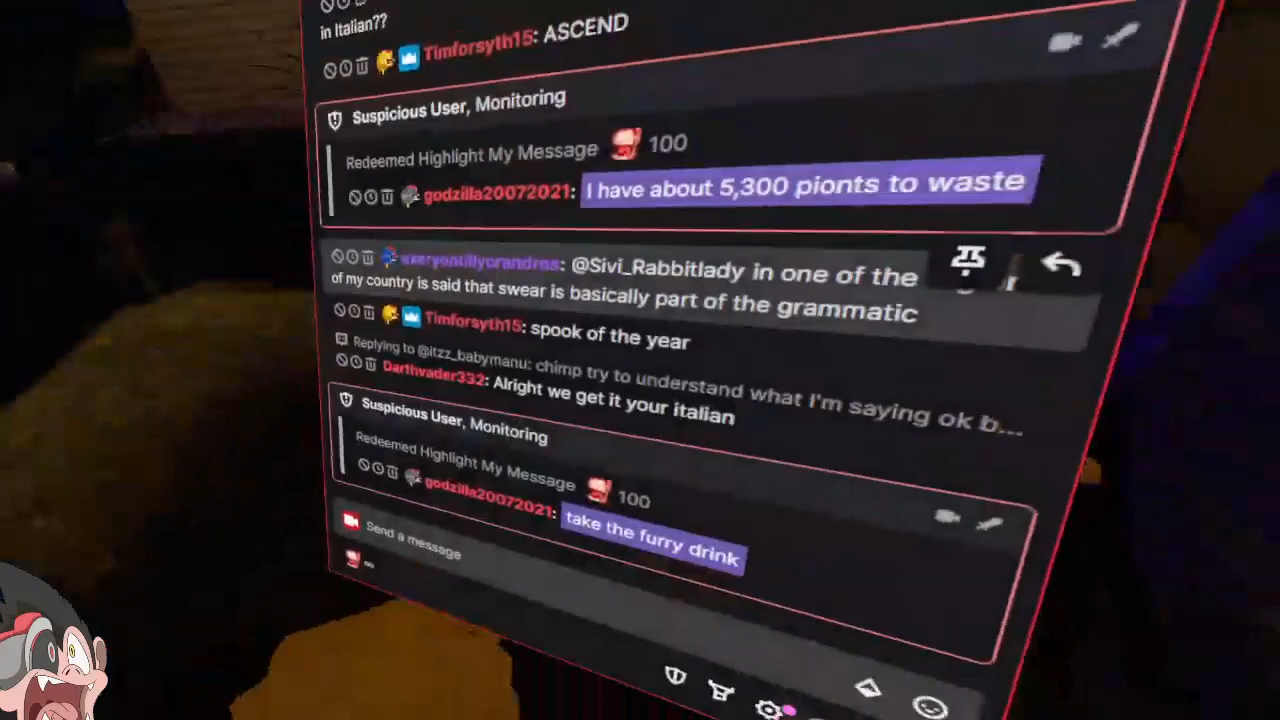 in Italian??
Timforsyth15: ASCEND
Suspicious User, Monitoring
Redeemed Highlight My Message 100
godzilla20072021: I have about 5,300 pionts to waste
@Sivi_Rabbitlady in one of the
of my country is said that swear is basically part of the grammatic
Timforsyth15: spook of the year
Replying to @itzz_babymanu: chimp try to understand what I'm saying ok b...
Darthvader332: Alright we get it your italian
Suspicious User, Monitoring
Redeemed Highlight My Message 100
godzilla20072021: take the furry drink
Send a message
∞